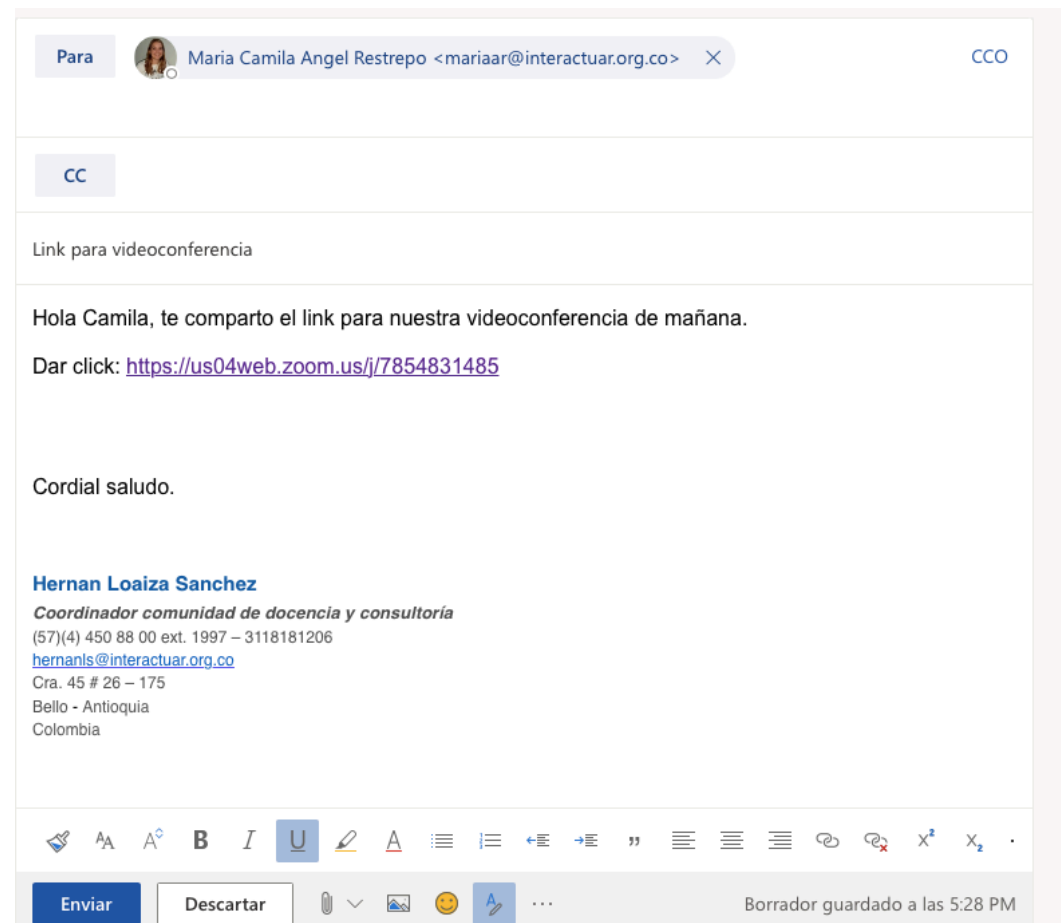 Para Maria Camila Angel Restrepo <mariaar@interactuar.org.co> CCO
CC
Link para videoconferencia
Hola Camila, te comparto el link para nuestra videoconferencia de mañana.
Dar click: https://us04web.zoom.us/j/7854831485
Cordial saludo.
Hernan Loaiza Sanchez
Coordinador comunidad de docencia y consultoría
(57)(4) 450 88 00 ext. 1997 – 3118181206
hernanls@interactuar.org.co
Cra. 45 # 26 – 175
Bello - Antioquia
Colombia
Enviar Descartar Borrador guardado a las 5:28 PM